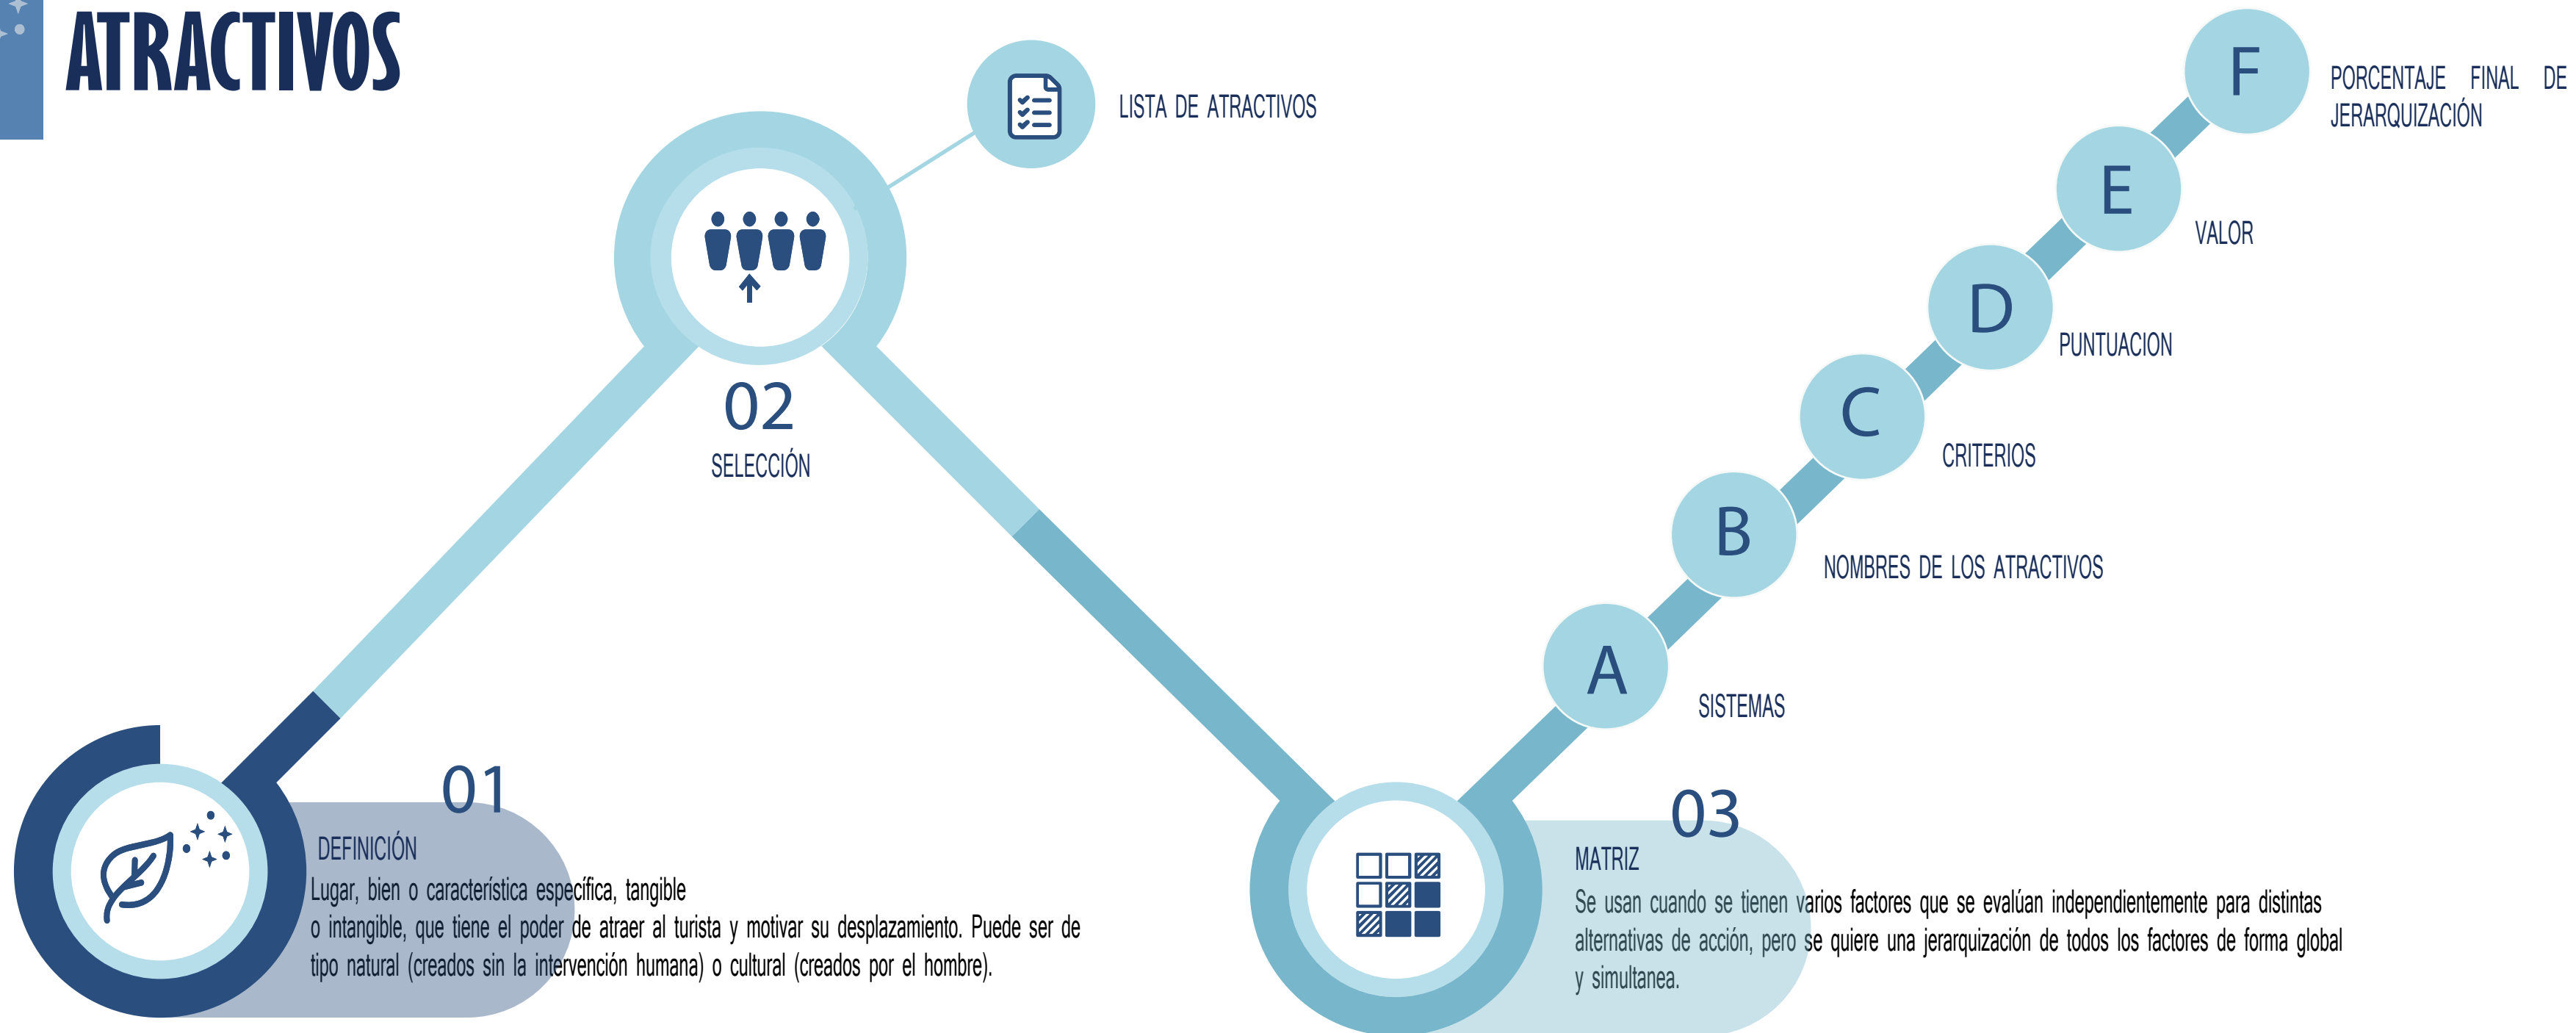 ATRACTIVOS
01
DEFINICIÓN
Lugar, bien o característica específica, tangible
o intangible, que tiene el poder de atraer al turista y motivar su desplazamiento. Puede ser de
tipo natural (creados sin la intervención humana) o cultural (creados por el hombre).
02
SELECCIÓN
LISTA DE ATRACTIVOS
03
MATRIZ
Se usan cuando se tienen varios factores que se evalúan independientemente para distintas
alternativas de acción, pero se quiere una jerarquización de todos los factores de forma global
y simultanea.
A
SISTEMAS
B
NOMBRES DE LOS ATRACTIVOS
C
CRITERIOS
D
PUNTUACION
E
VALOR
F
PORCENTAJE FINAL DE
JERARQUIZACIÓN